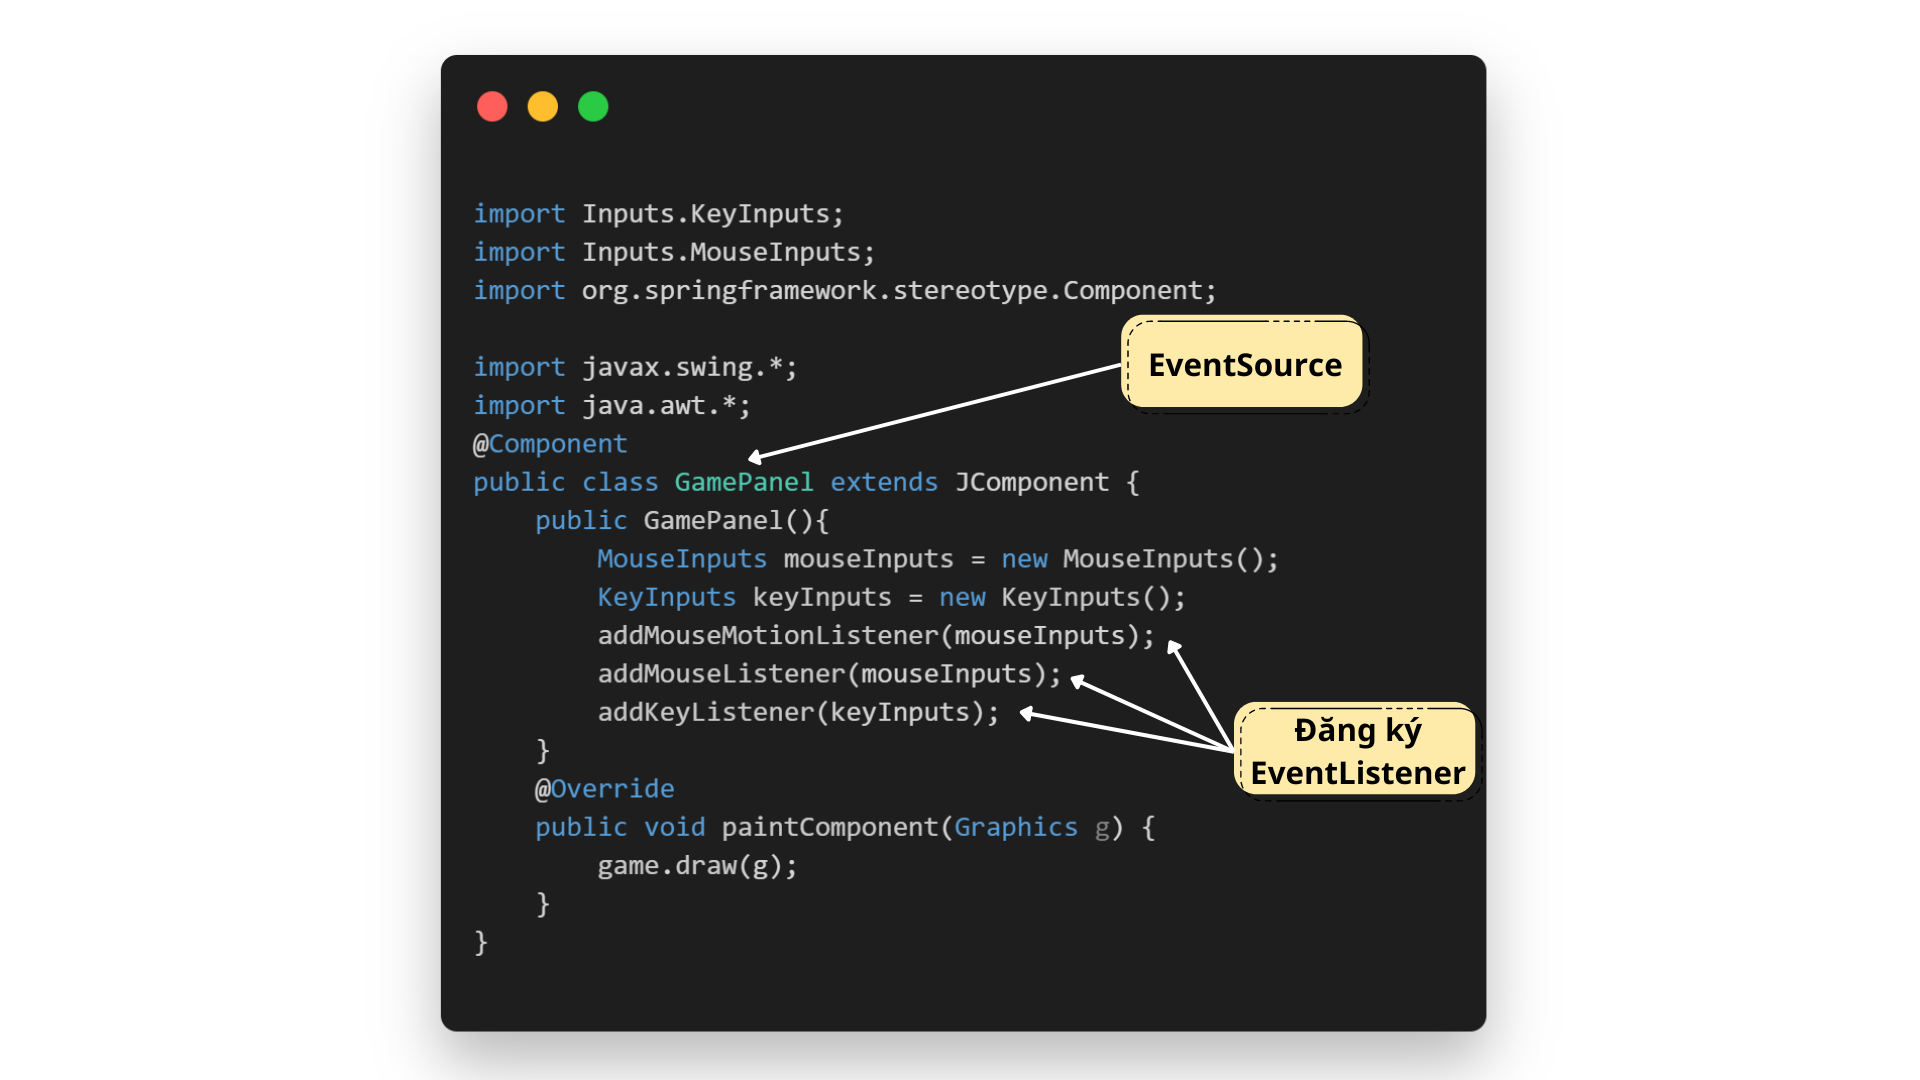 import Inputs.KeyInputs;
import Inputs.MouseInputs;
import org.springframework.stereotype.Component;
EventSource
import javax.swing.*;
import java.awt.*;
@Component
public class GamePanel extends JComponent {
    public GamePanel(){
        MouseInputs mouseInputs = new MouseInputs();
        KeyInputs keyInputs = new KeyInputs();
        addMouseMotionListener(mouseInputs);
        addMouseListener(mouseInputs);
        addKeyListener(keyInputs);
Đăng ký
EventListener
    }
    @Override
    public void paintComponent(Graphics g) {
        game.draw(g);
    }
}